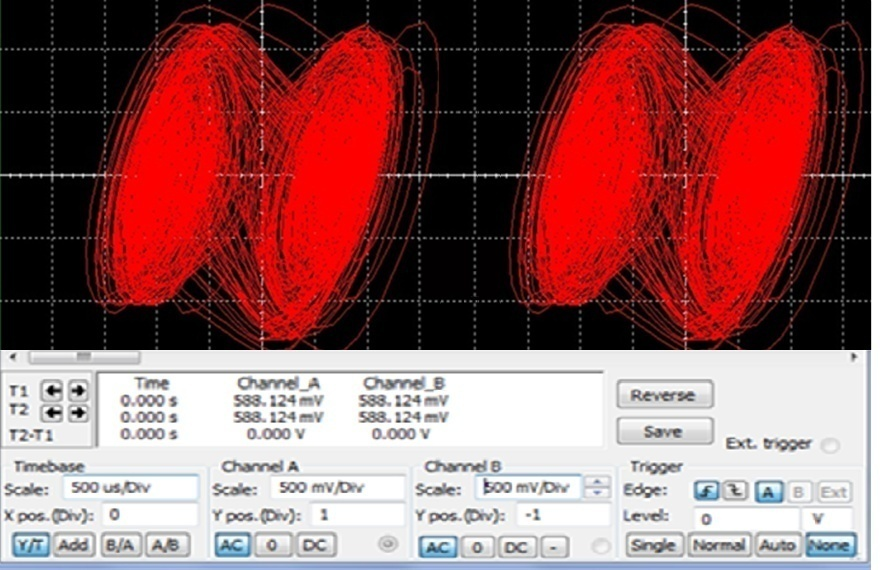 Time Channel_A Channel_B
T1 0.000 s 588.124 mV 588.124 mV
T2 0.000 s 588.124 mV 588.124 mV
T2-T1 0.000 s 0.000 V 0.000 V
Reverse
Save
Ext. trigger
Timebase
Scale: 500 us/Div
X pos.(Div): 0
Y/T Add B/A A/B
Channel A
Scale: 500 mV/Div
Y pos.(Div): 1
AC 0 DC
Channel B
Scale: 500 mV/Div
Y pos.(Div): -1
AC 0 DC -
Trigger
Edge: A B Ext
Level: 0 V
Single Normal Auto None